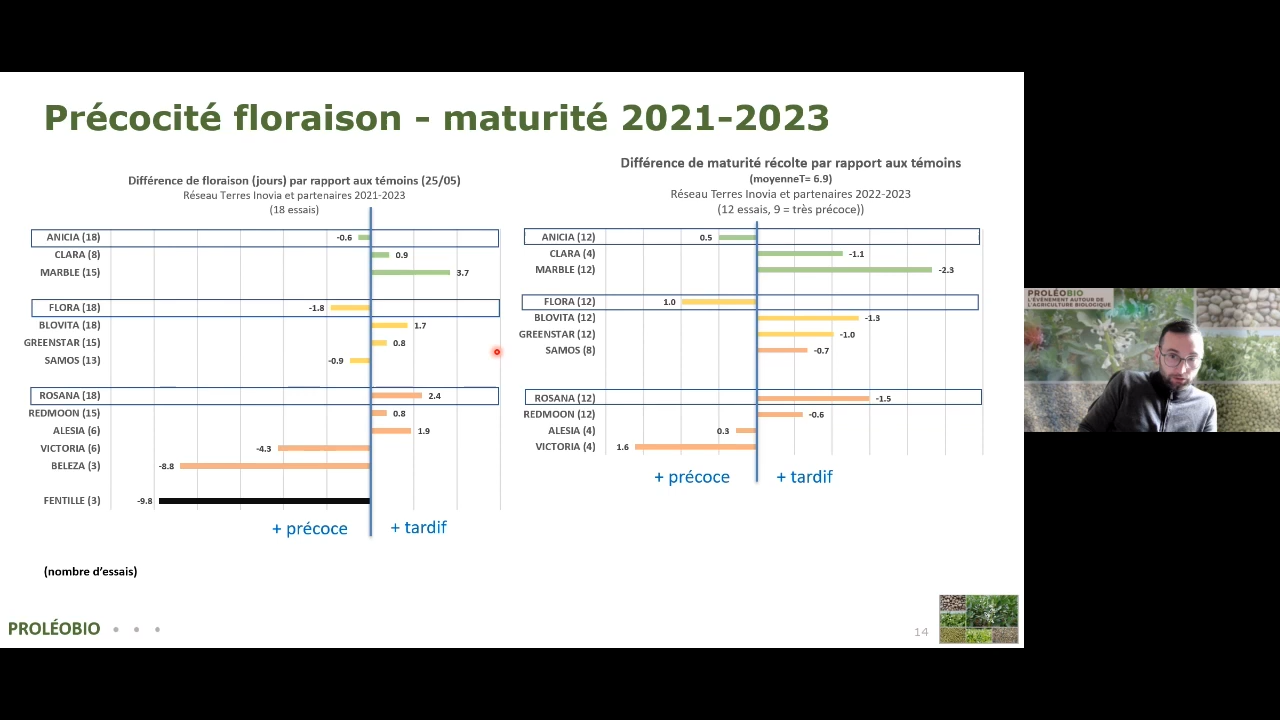 Précocité floraison - maturité 2021-2023
Différence de floraison (jours) par rapport aux témoins (25/05)
Réseau Terres Inovia et partenaires 2021-2023
(18 essais)
ANICIA (18) -0.6
CLARA (8) 0.9
MARBLE (15) 3.7
FLORA (18) -1.8
BLOVITA (18) 1.7
GREENSTAR (15) 0.8
SAMOS (13) -0.9
ROSANA (18) 2.4
REDMOON (15) 0.8
ALESIA (6) 1.9
VICTORIA (6) -4.3
BELEZA (3) -8.8
FENTILLE (3) -9.8
+ précoce + tardif
Différence de maturité récolte par rapport aux témoins
(moyenneT= 6.9)
Réseau Terres Inovia et partenaires 2022-2023
(12 essais, 9 = très précoce))
ANICIA (12) 0.5
CLARA (4) -1.1
MARBLE (12) -2.3
FLORA (12) 1.0
BLOVITA (12) -1.3
GREENSTAR (12) -1.0
SAMOS (8) -0.7
ROSANA (12) -1.5
REDMOON (12) -0.6
ALESIA (4) 0.3
VICTORIA (4) 1.6
+ précoce + tardif
(nombre d'essais)
PROLÉOBIO
14
PROLÉOBIO
L'ÉVÉNEMENT AUTOUR DE
L'AGRICULTURE BIOLOGIQUE